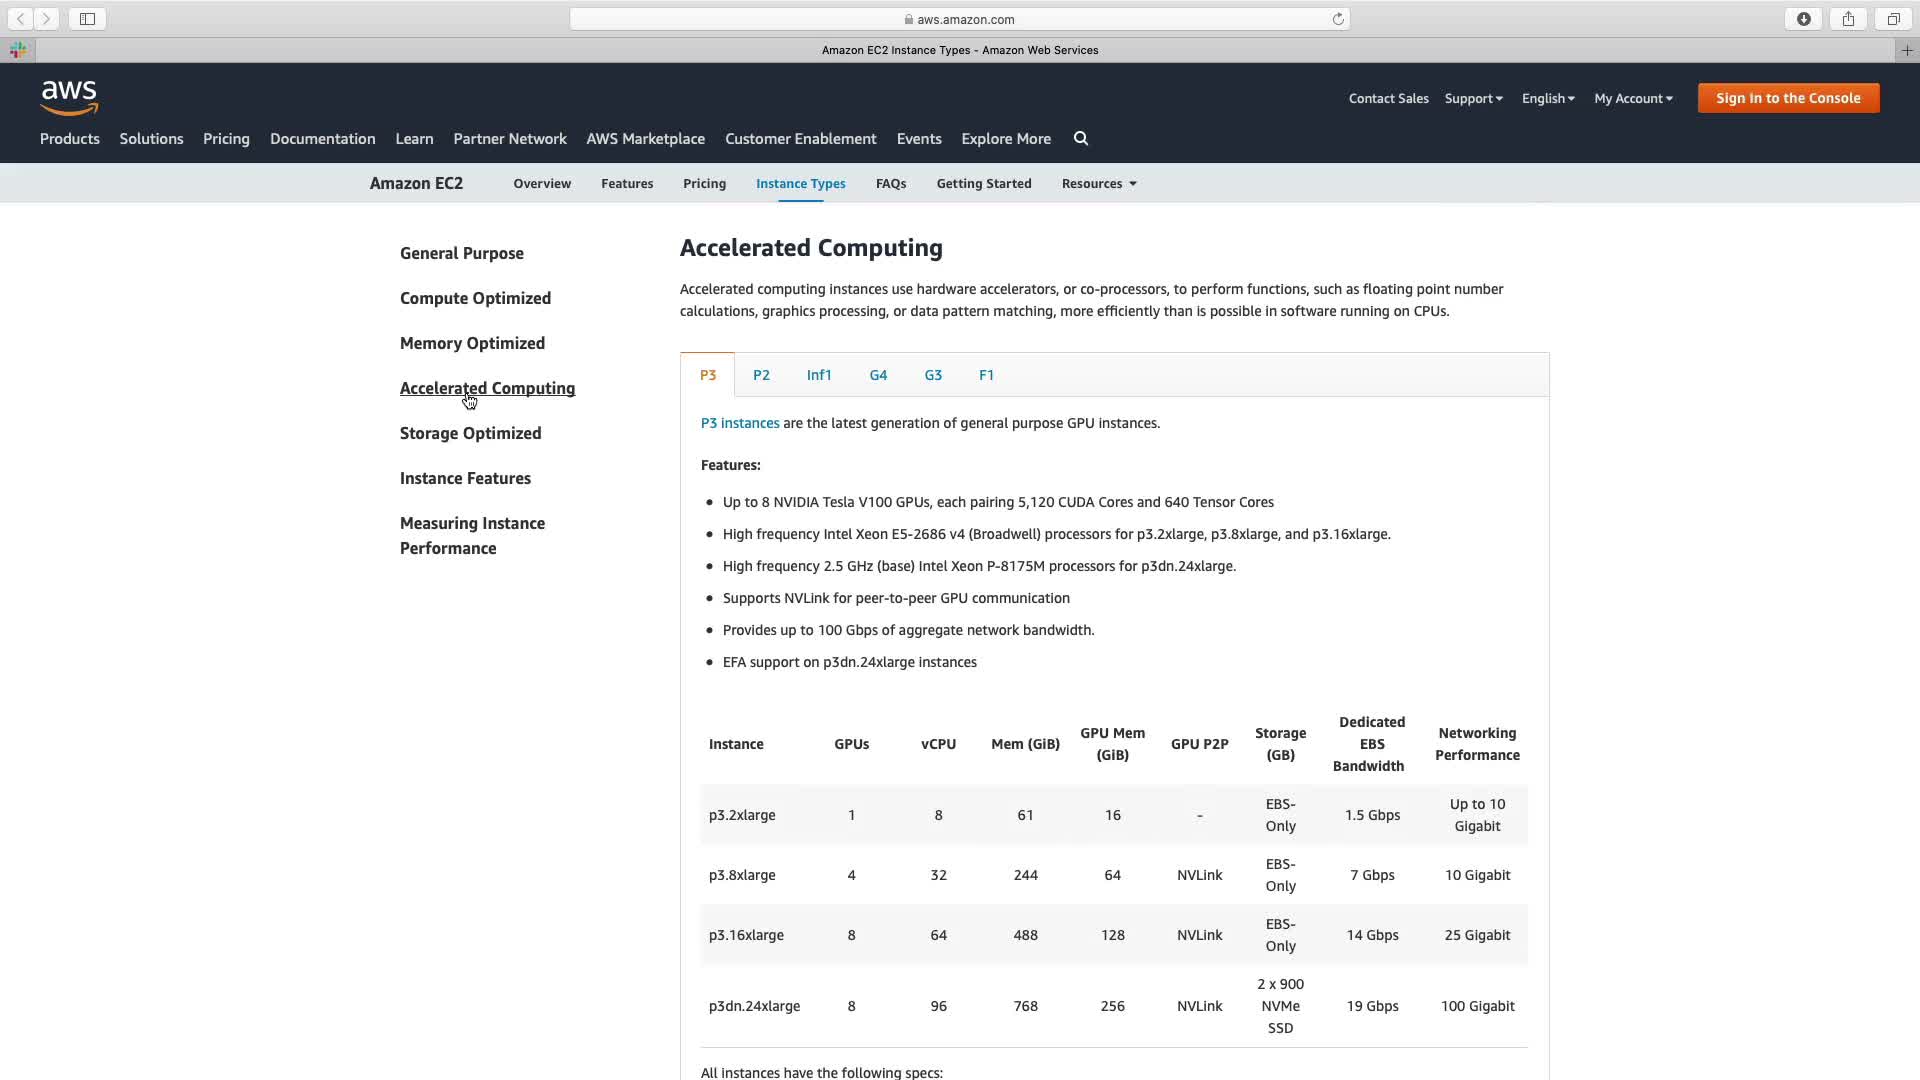 aws.amazon.com
Amazon EC2 Instance Types - Amazon Web Services
aws
Contact Sales Support English My Account Sign In to the Console
Products Solutions Pricing Documentation Learn Partner Network AWS Marketplace Customer Enablement Events Explore More
Amazon EC2 Overview Features Pricing Instance Types FAQs Getting Started Resources
General Purpose
Compute Optimized
Memory Optimized
Accelerated Computing
Storage Optimized
Instance Features
Measuring Instance
Performance
Accelerated Computing
Accelerated computing instances use hardware accelerators, or co-processors, to perform functions, such as floating point number
calculations, graphics processing, or data pattern matching, more efficiently than is possible in software running on CPUs.
P3 P2 Inf1 G4 G3 F1
P3 instances are the latest generation of general purpose GPU instances.
Features:
• Up to 8 NVIDIA Tesla V100 GPUs, each pairing 5,120 CUDA Cores and 640 Tensor Cores
• High frequency Intel Xeon E5-2686 v4 (Broadwell) processors for p3.2xlarge, p3.8xlarge, and p3.16xlarge.
• High frequency 2.5 GHz (base) Intel Xeon P-8175M processors for p3dn.24xlarge.
• Supports NVLink for peer-to-peer GPU communication
• Provides up to 100 Gbps of aggregate network bandwidth.
• EFA support on p3dn.24xlarge instances
Instance GPUs vCPU Mem (GiB) GPU Mem (GiB) GPU P2P Storage (GB) Dedicated EBS Bandwidth Networking Performance
p3.2xlarge 1 8 61 16 - EBS-Only 1.5 Gbps Up to 10 Gigabit
p3.8xlarge 4 32 244 64 NVLink EBS-Only 7 Gbps 10 Gigabit
p3.16xlarge 8 64 488 128 NVLink EBS-Only 14 Gbps 25 Gigabit
p3dn.24xlarge 8 96 768 256 NVLink 2 x 900 NVMe SSD 19 Gbps 100 Gigabit
All instances have the following specs: